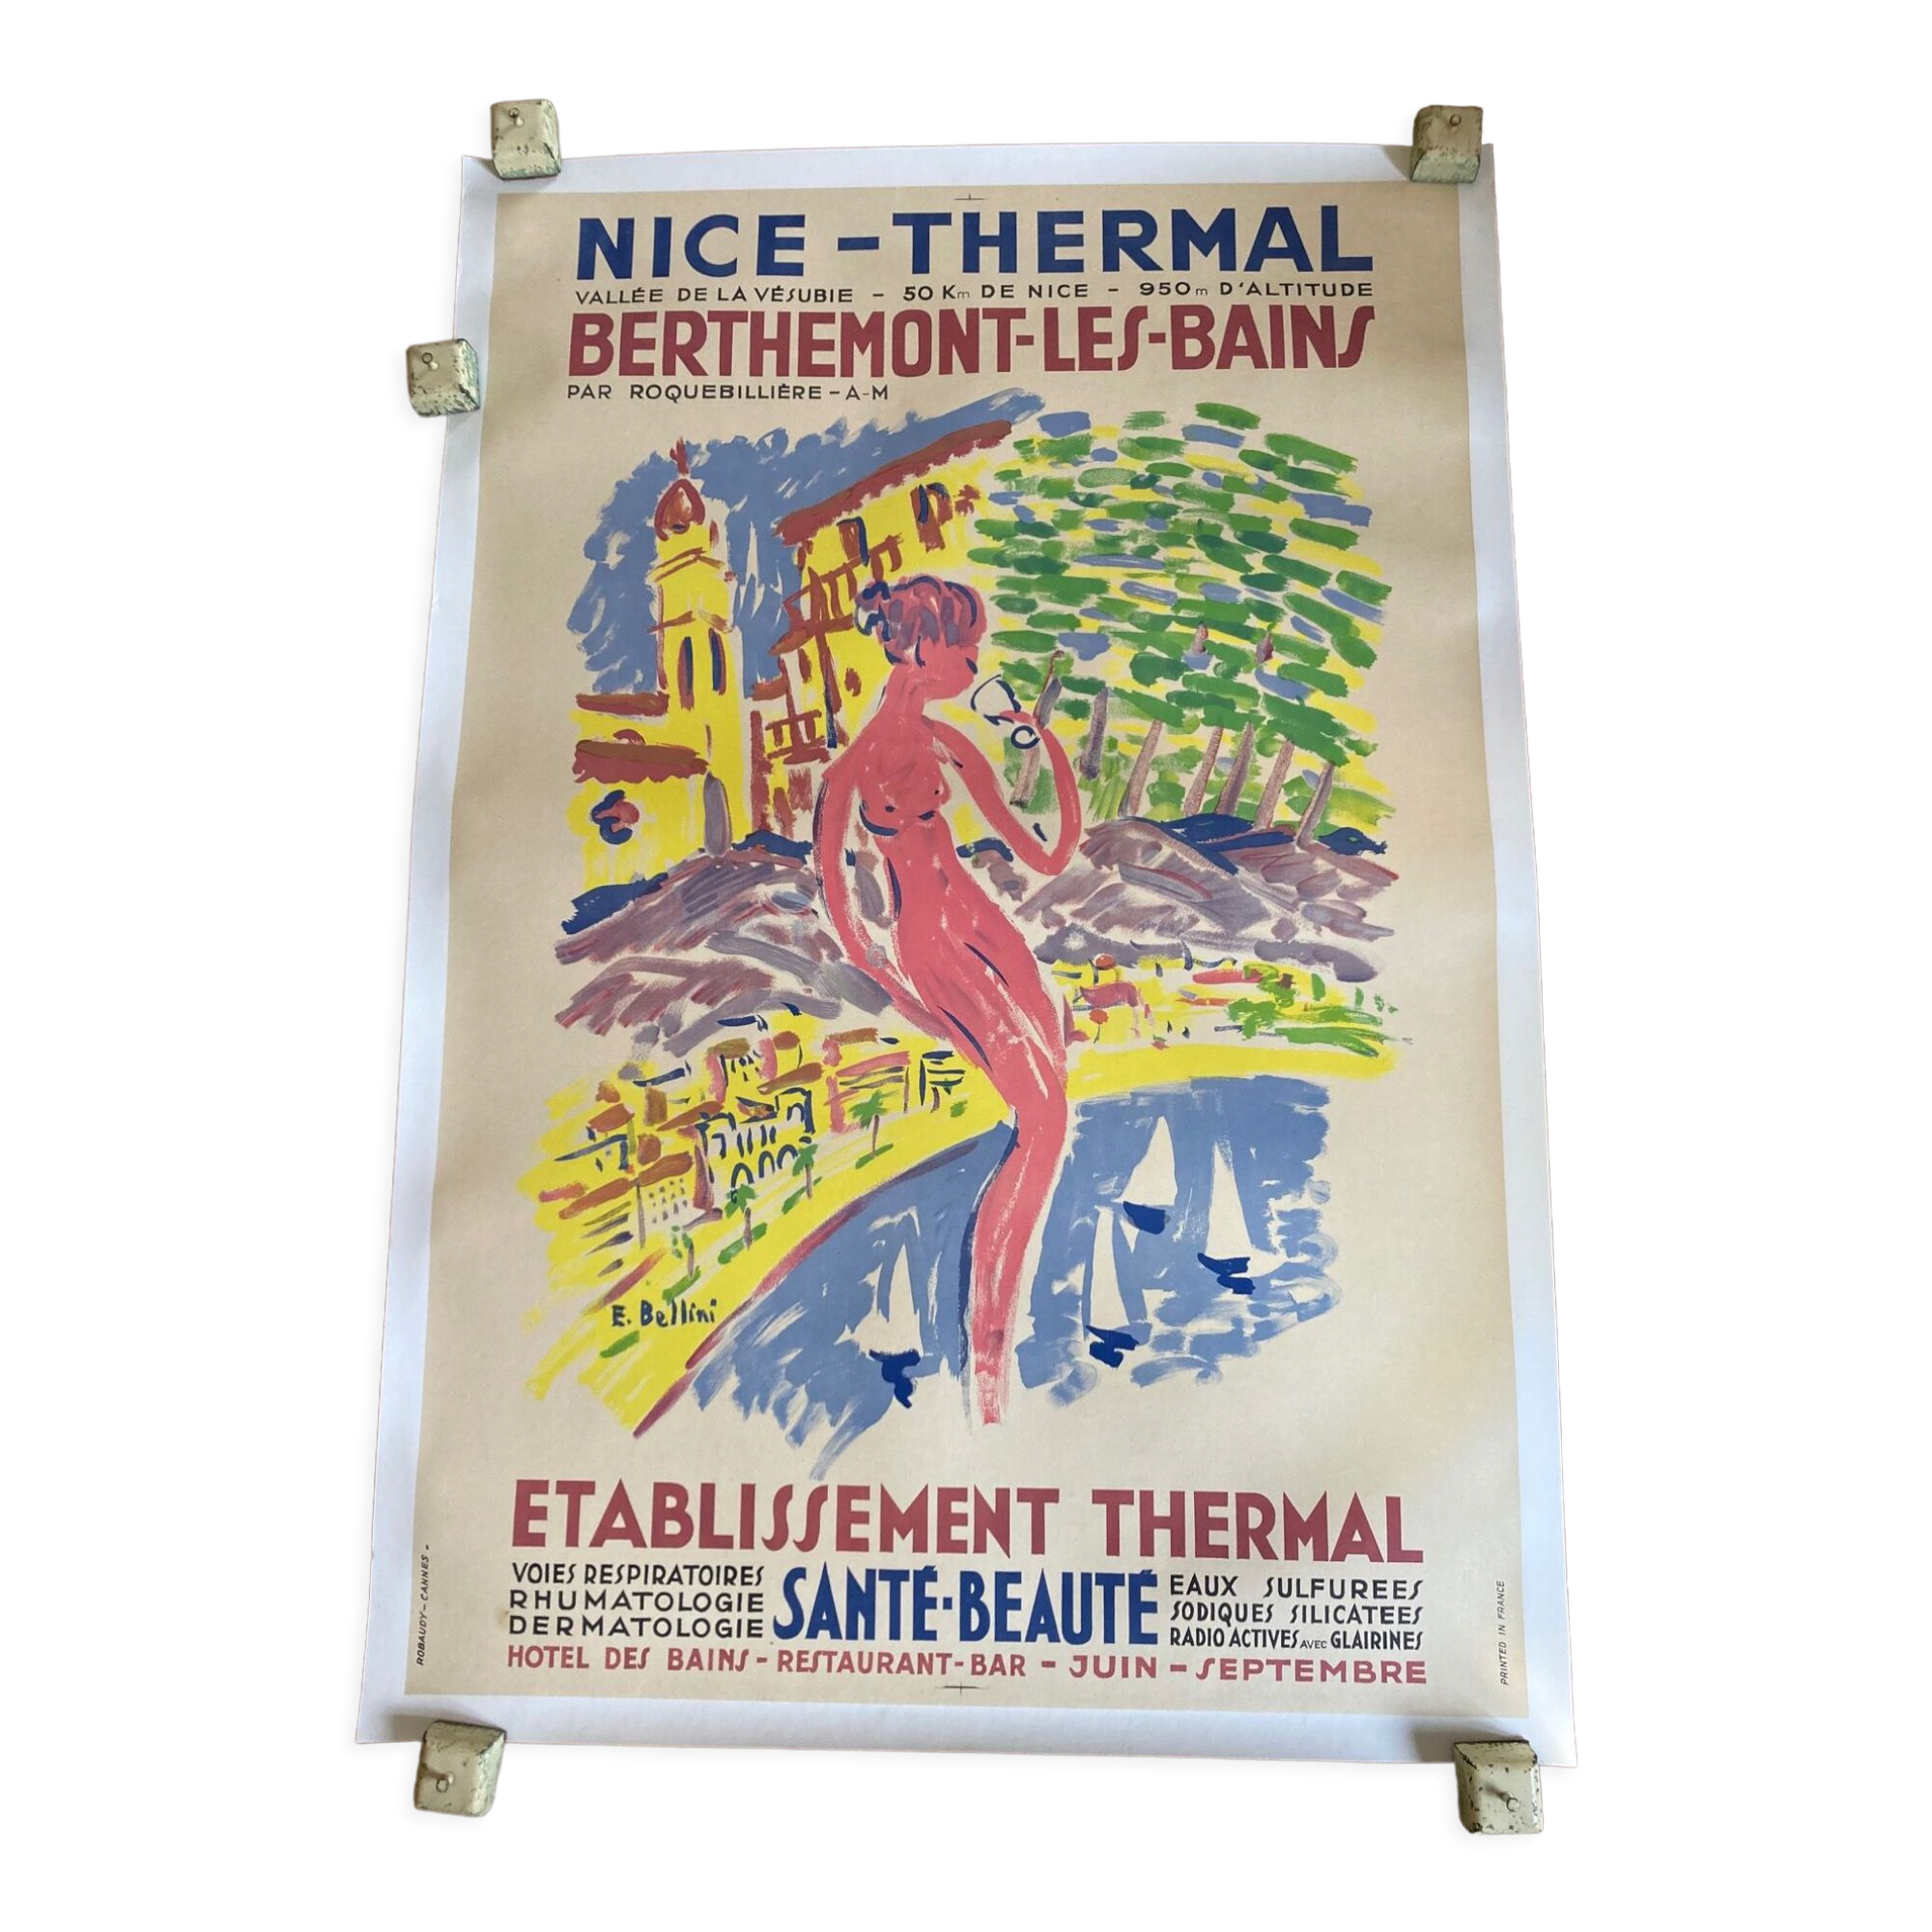 NICE - THERMAL
VALLÉE DE LA VÉSUBIE - 50 Km DE NICE - 950m D'ALTITUDE
BERTHEMONT-LES-BAINS
PAR ROQUEBILLIÈRE - A-M
E. Bellini
ETABLISSEMENT THERMAL
VOIES RESPIRATOIRES
RHUMATOLOGIE
DERMATOLOGIE
SANTÉ-BEAUTÉ
EAUX SULFUREES
SODIQUES SILICATEES
RADIOACTIVES AVEC GLAIRINES
HOTEL DES BAINS - RESTAURANT-BAR - JUIN - SEPTEMBRE
ROBAUDY - CANNES -
PRINTED IN FRANCE